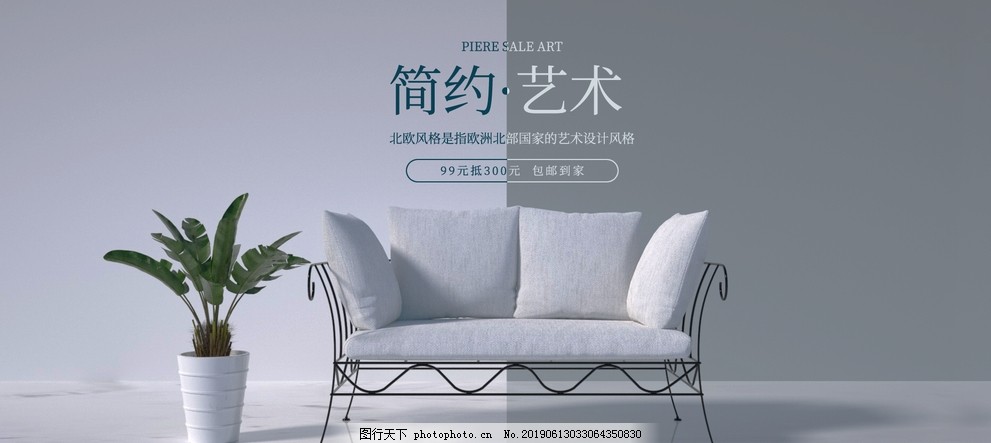 PIERE SALE ART
简约·艺术
北欧风格是指欧洲北部国家的艺术设计风格
99元抵300元 包邮到家
图行天下 photophoto.cn No.20190613033064350830